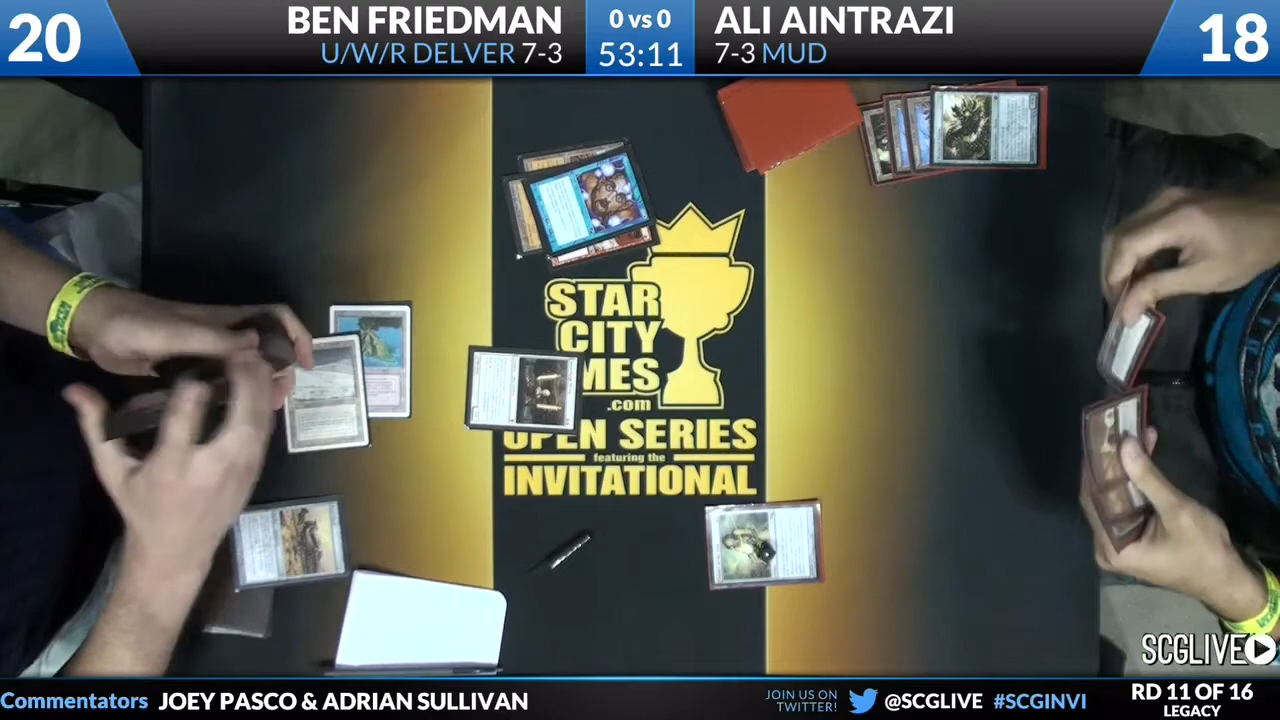 20
BEN FRIEDMAN
U/W/R DELVER 7-3
0 vs 0
53:11
ALI AINTRAZI
7-3 MUD
18
STAR
CITY
MES
.com
OPEN SERIES
featuring the
INVITATIONAL
SCGLIVE
Commentators JOEY PASCO & ADRIAN SULLIVAN
JOIN US ON
TWITTER!
@SCGLIVE #SCGINVI
RD 11 OF 16
LEGACY